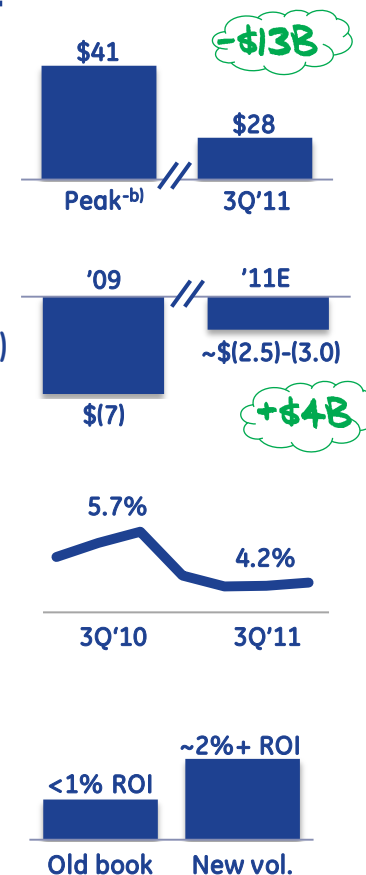 -$13B
$41
$28
Peak-b)
3Q'11
'09
'11E
)
~$(2.5)-(3.0)
$(7)
+$4B
5.7%
4.2%
3Q'10
3Q'11
~2%+ ROI
<1% ROI
Old book
New vol.